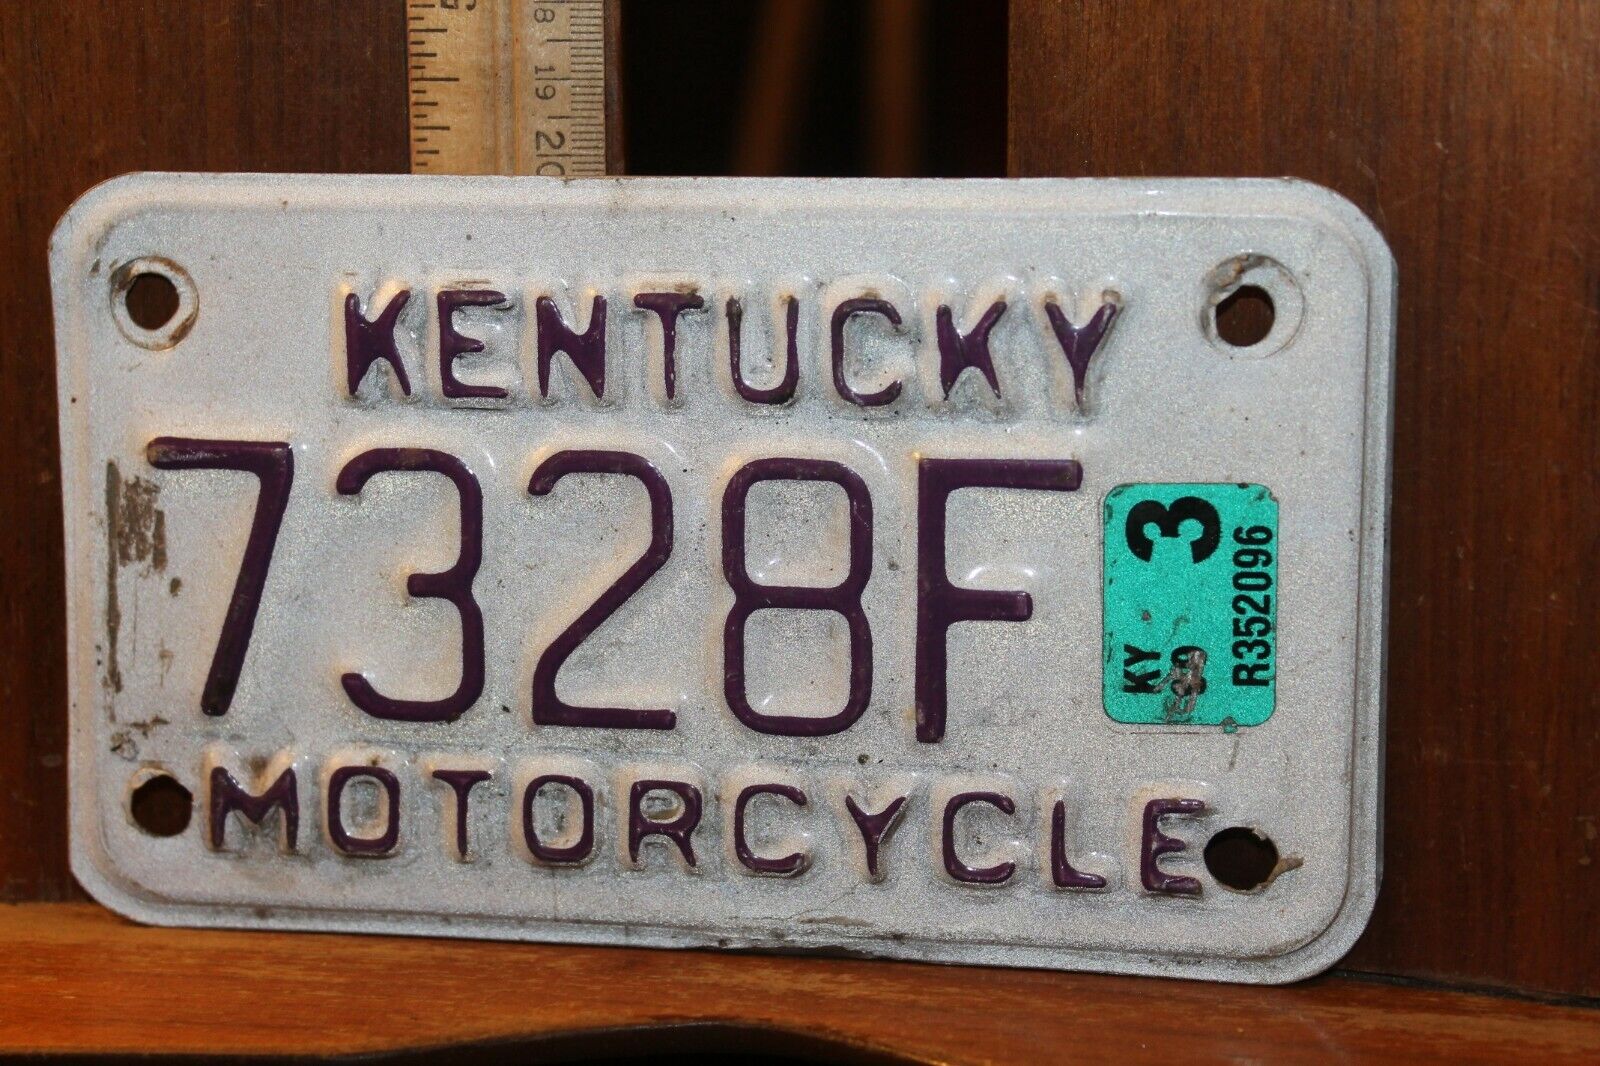 18 19 20
KENTUCKY
7328F
3
KY
R352096
MOTORCYCLE